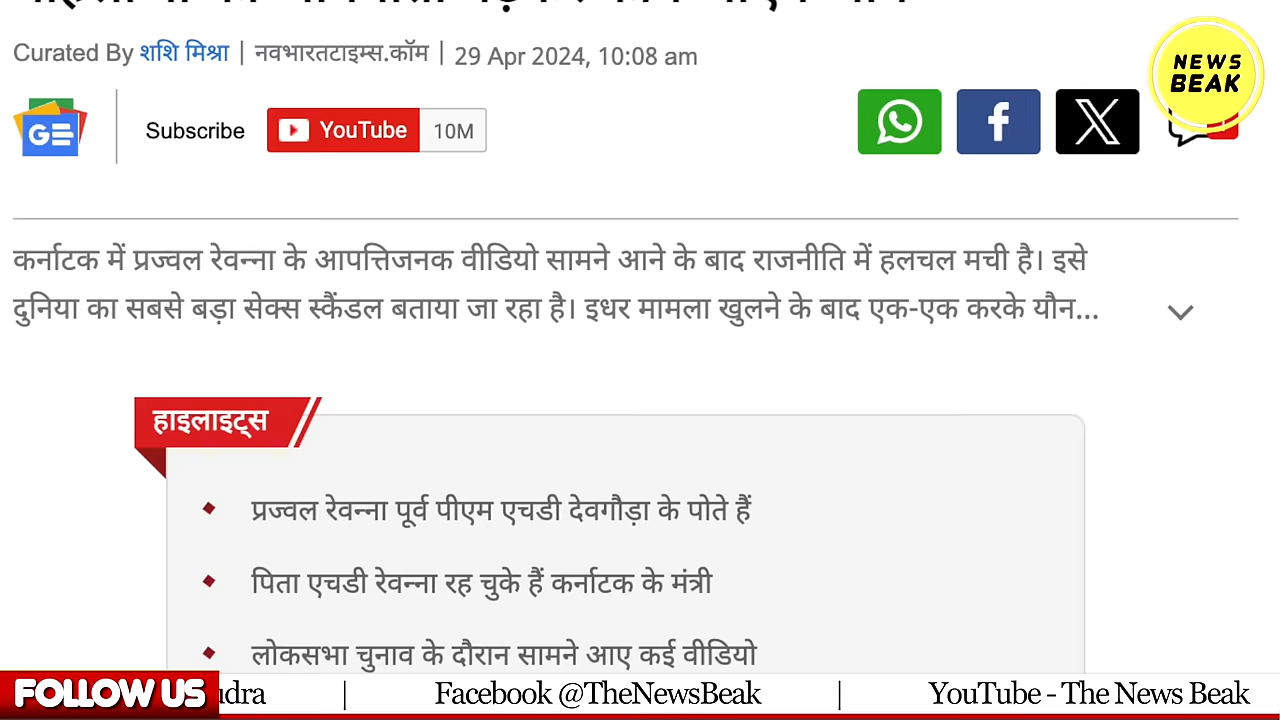 Curated By शशि मिश्रा | नवभारतटाइम्स.कॉम | 29 Apr 2024, 10:08 am
NEWS
BEAK
GE
Subscribe
YouTube 10M
कर्नाटक में प्रज्वल रेवन्ना के आपत्तिजनक वीडियो सामने आने के बाद राजनीति में हलचल मची है। इसे
दुनिया का सबसे बड़ा सेक्स स्कैंडल बताया जा रहा है। इधर मामला खुलने के बाद एक-एक करके यौन...
हाइलाइट्स
प्रज्वल रेवन्ना पूर्व पीएम एचडी देवगौड़ा के पोते हैं
पिता एचडी रेवन्ना रह चुके हैं कर्नाटक के मंत्री
लोकसभा चुनाव के दौरान सामने आए कई वीडियो
FOLLOW US | Facebook @TheNewsBeak | YouTube - The News Beak